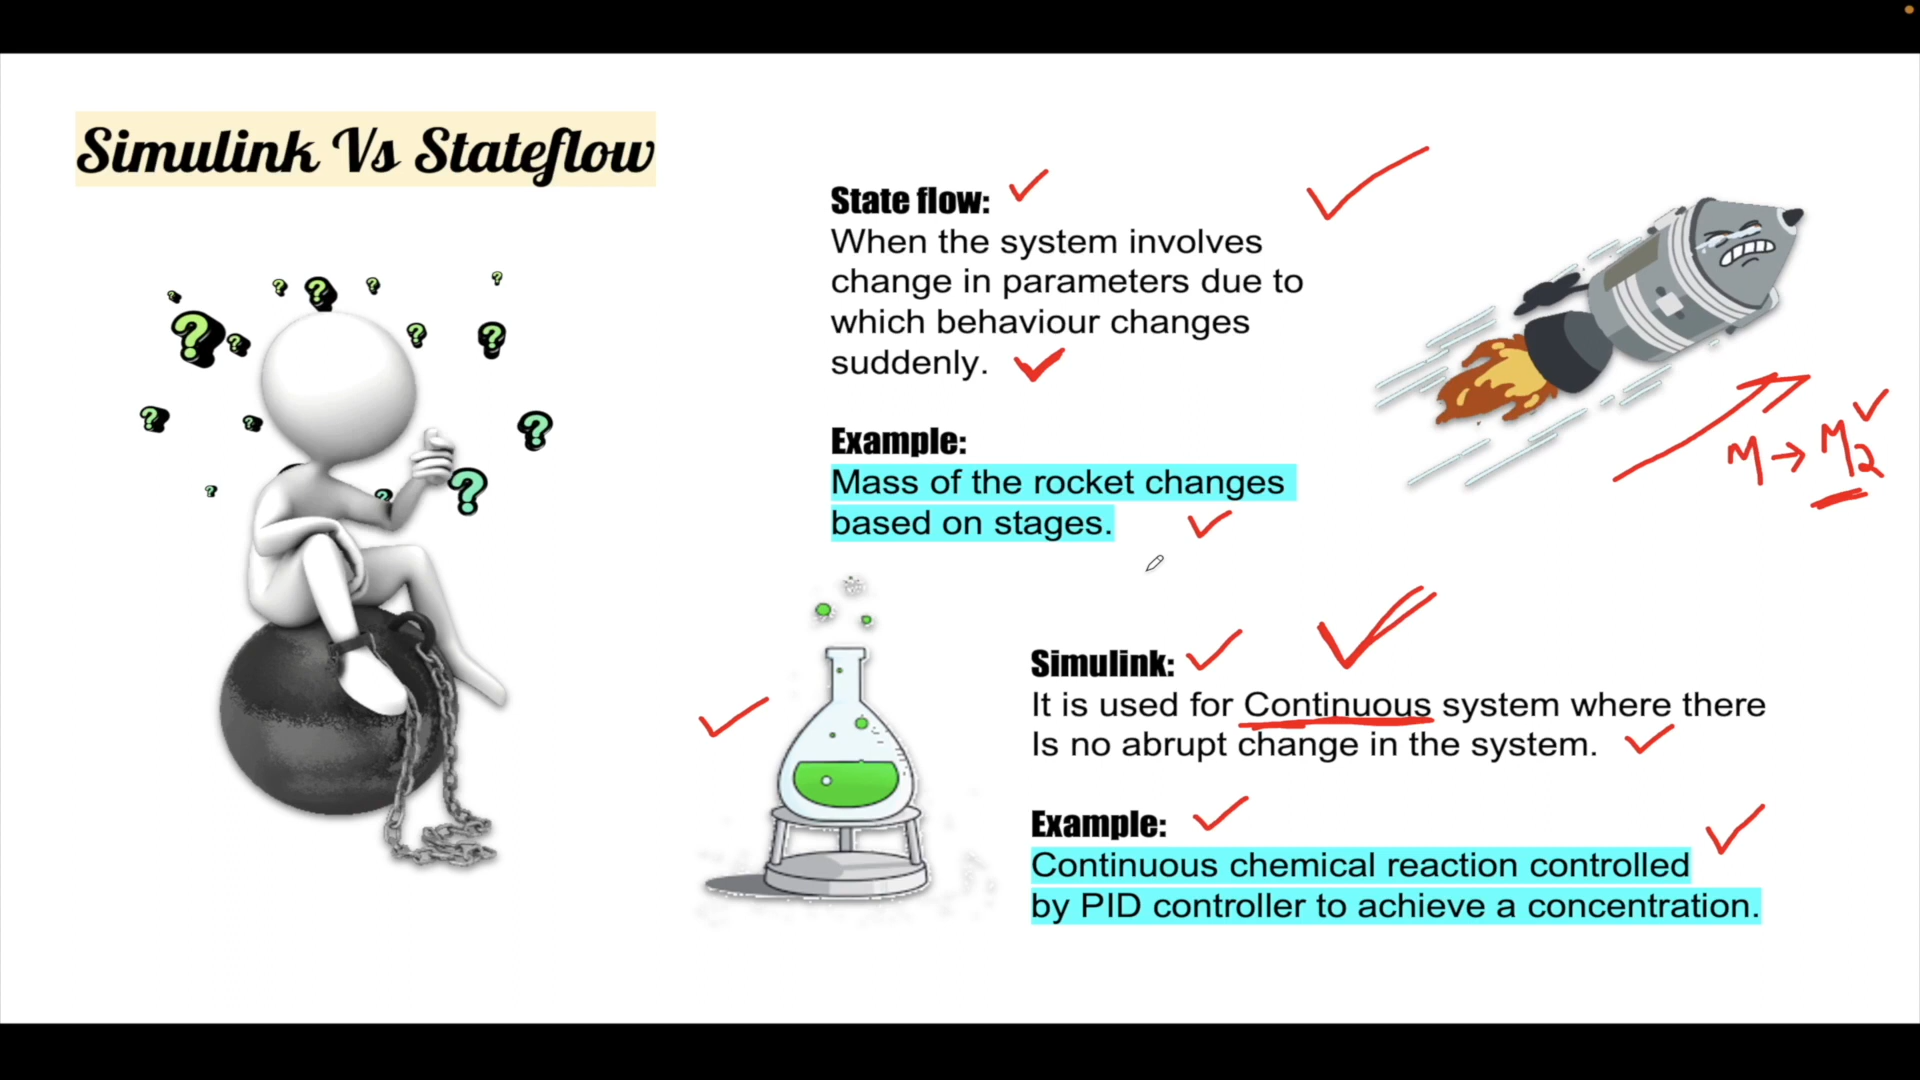 Simulink Vs Stateflow
State flow:
When the system involves
change in parameters due to
which behaviour changes
suddenly.
Example:
Mass of the rocket changes
based on stages.
M → M/2
Simulink:
It is used for Continuous system where there
Is no abrupt change in the system.
Example:
Continuous chemical reaction controlled
by PID controller to achieve a concentration.